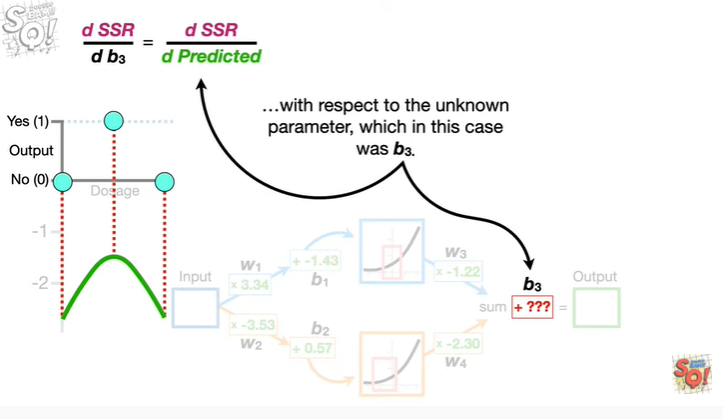 StatQuest!
d SSR
d b₃
=
d SSR
d Predicted
...with respect to the unknown
parameter, which in this case
was b₃.
Yes (1)
Output
No (0)
Dosage
-1
-2
Input
w₁
x 3.34
+ -1.43
b₁
w₃
x -1.22
b₃
sum + ??? =
Output
x -3.53
w₂
b₂
+ 0.57
x -2.30
w₄
SQ!